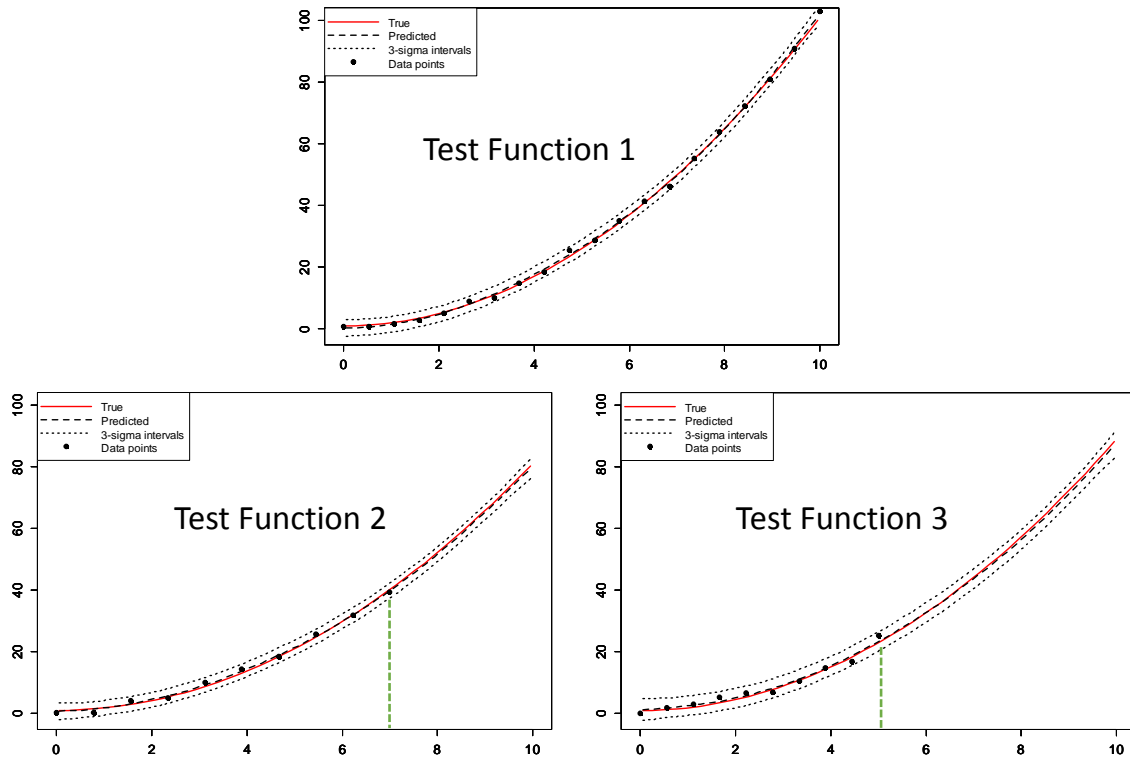 100
80
60
40
20
0
True
Predicted
3-sigma intervals
Data points
Test Function 1
0 2 4 6 8 10
100
80
60
40
20
0
True
Predicted
3-sigma intervals
Data points
Test Function 2
0 2 4 6 8 10
100
80
60
40
20
0
True
Predicted
3-sigma intervals
Data points
Test Function 3
0 2 4 6 8 10